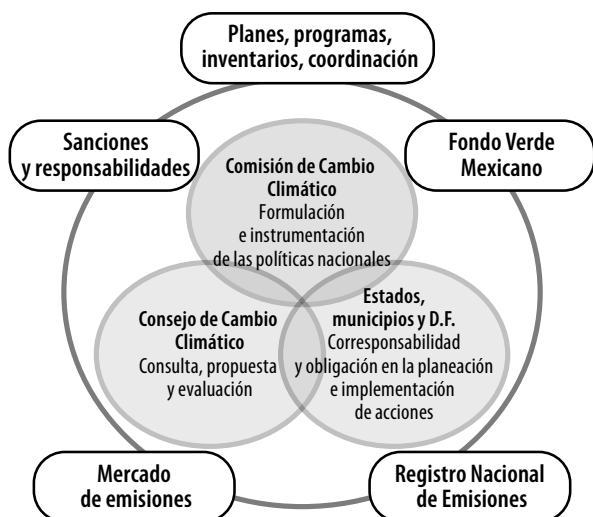 Planes, programas,
inventarios, coordinación
Sanciones
y responsabilidades
Fondo Verde
Mexicano
Comisión de Cambio
Climático
Formulación
e instrumentación
de las políticas nacionales
Consejo de Cambio
Climático
Consulta, propuesta
y evaluación
Estados,
municipios y D.F.
Corresponsabilidad
y obligación en la planeación
e implementación
de acciones
Mercado
de emisiones
Registro Nacional
de Emisiones